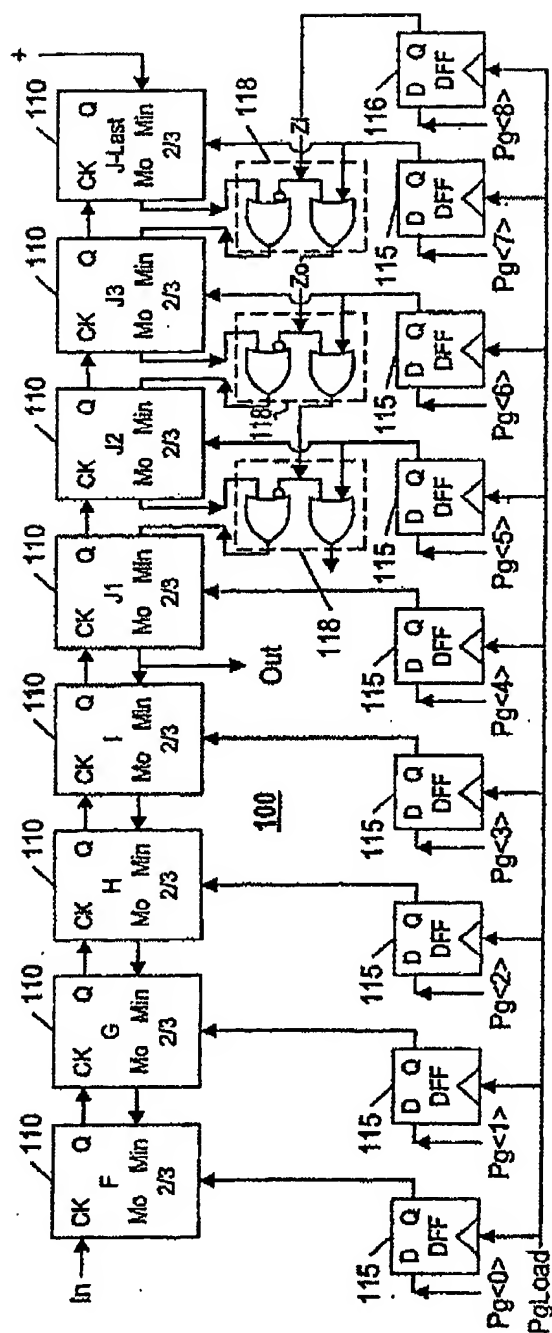 110
110
110
110
110
110
110
110
+
In
CK Q
F
Mo Min
2/3
CK Q
G
Mo Min
2/3
CK Q
H
Mo Min
2/3
CK Q
I
Mo Min
2/3
CK Q
J1
Mo Min
2/3
CK Q
J2
Mo Min
2/3
CK Q
J3
Mo Min
2/3
CK Q
J-Last
Mo Min
2/3
118
Zi
Zo
118
118
Out
100
115
D Q
DFF
115
D Q
DFF
115
D Q
DFF
115
D Q
DFF
115
D Q
DFF
115
D Q
DFF
115
D Q
DFF
115
D Q
DFF
116
D Q
DFF
Pg<0>
Pg<1>
Pg<2>
Pg<3>
Pg<4>
Pg<5>
Pg<6>
Pg<7>
Pg<8>
PgLoad